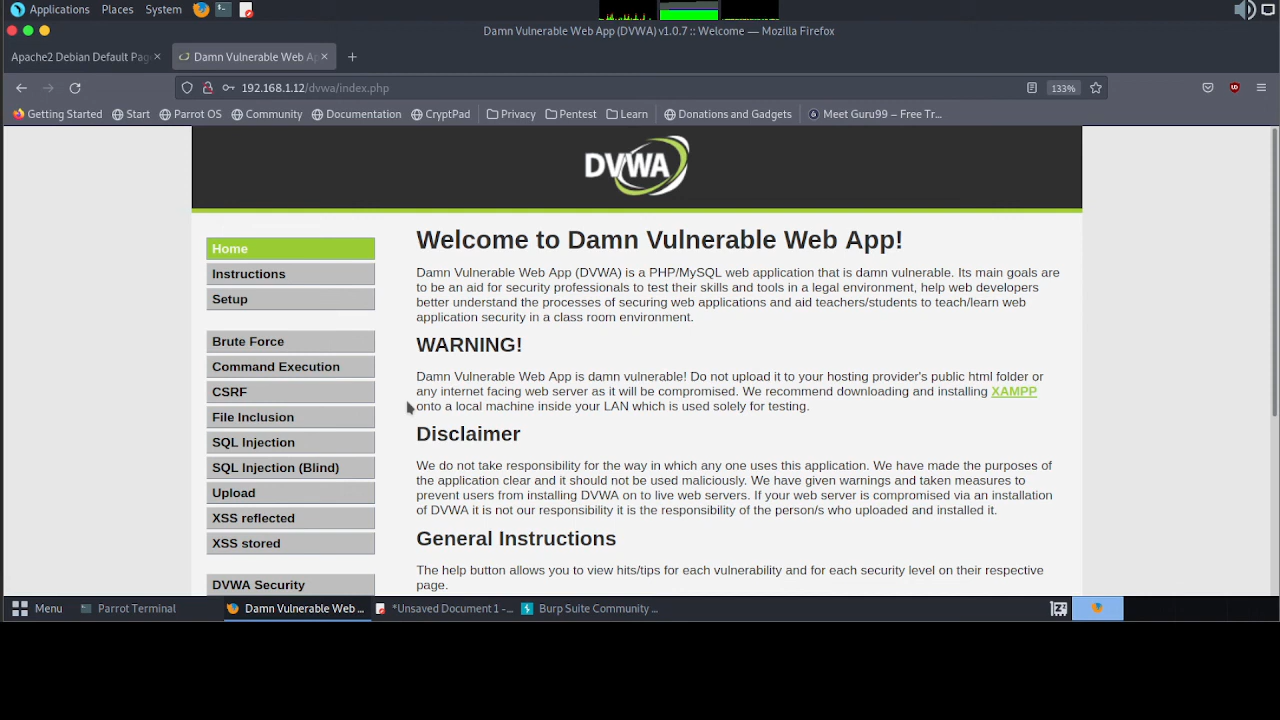 Applications Places System
Damn Vulnerable Web App (DVWA) v1.0.7 :: Welcome — Mozilla Firefox
Apache2 Debian Default Pag
Damn Vulnerable Web Ap
192.168.1.12/dvwa/index.php
133%
Getting Started Start Parrot OS Community Documentation CryptPad Privacy Pentest Learn Donations and Gadgets Meet Guru99 – Free Tr…
DVWA
Home
Instructions
Setup
Brute Force
Command Execution
CSRF
File Inclusion
SQL Injection
SQL Injection (Blind)
Upload
XSS reflected
XSS stored
DVWA Security
Welcome to Damn Vulnerable Web App!
Damn Vulnerable Web App (DVWA) is a PHP/MySQL web application that is damn vulnerable. Its main goals are
to be an aid for security professionals to test their skills and tools in a legal environment, help web developers
better understand the processes of securing web applications and aid teachers/students to teach/learn web
application security in a class room environment.
WARNING!
Damn Vulnerable Web App is damn vulnerable! Do not upload it to your hosting provider's public html folder or
any internet facing web server as it will be compromised. We recommend downloading and installing XAMPP
onto a local machine inside your LAN which is used solely for testing.
Disclaimer
We do not take responsibility for the way in which any one uses this application. We have made the purposes of
the application clear and it should not be used maliciously. We have given warnings and taken measures to
prevent users from installing DVWA on to live web servers. If your web server is compromised via an installation
of DVWA it is not our responsibility it is the responsibility of the person/s who uploaded and installed it.
General Instructions
The help button allows you to view hits/tips for each vulnerability and for each security level on their respective
page.
Menu Parrot Terminal Damn Vulnerable Web … *Unsaved Document 1 -… Burp Suite Community …